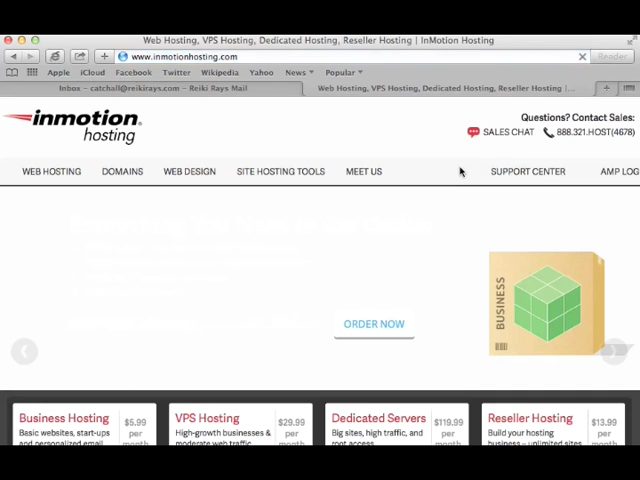 Web Hosting, VPS Hosting, Dedicated Hosting, Reseller Hosting | InMotion Hosting
www.inmotionhosting.com
Reader
Apple iCloud Facebook Twitter Wikipedia Yahoo News Popular
Inbox – catchall@reikirays.com – Reiki Rays Mail
Web Hosting, VPS Hosting, Dedicated Hosting, Reseller Hosting | ...
inmotion
hosting
Questions? Contact Sales:
SALES CHAT 888.321.HOST(4678)
WEB HOSTING DOMAINS WEB DESIGN SITE HOSTING TOOLS MEET US SUPPORT CENTER AMP LOG
BUSINESS
ORDER NOW
Business Hosting
$5.99 per month
Basic websites, start-ups
and personalized email
VPS Hosting
$29.99 per month
High-growth businesses &
moderate web traffic
Dedicated Servers
$119.99 per month
Big sites, high traffic, and
root access
Reseller Hosting
$13.99 per month
Build your hosting
business – unlimited sites